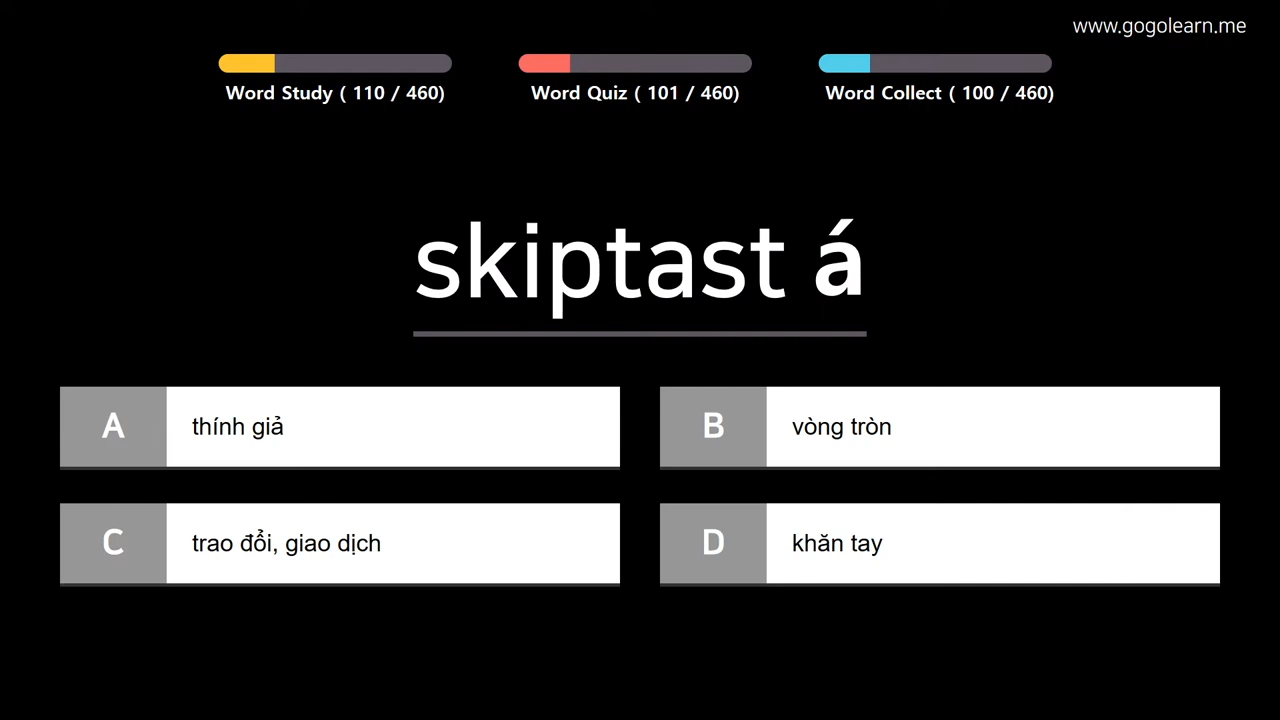 www.gogolearn.me
Word Study ( 110 / 460)
Word Quiz ( 101 / 460)
Word Collect ( 100 / 460)
skiptast á
A thính giả
B vòng tròn
C trao đổi, giao dịch
D khăn tay